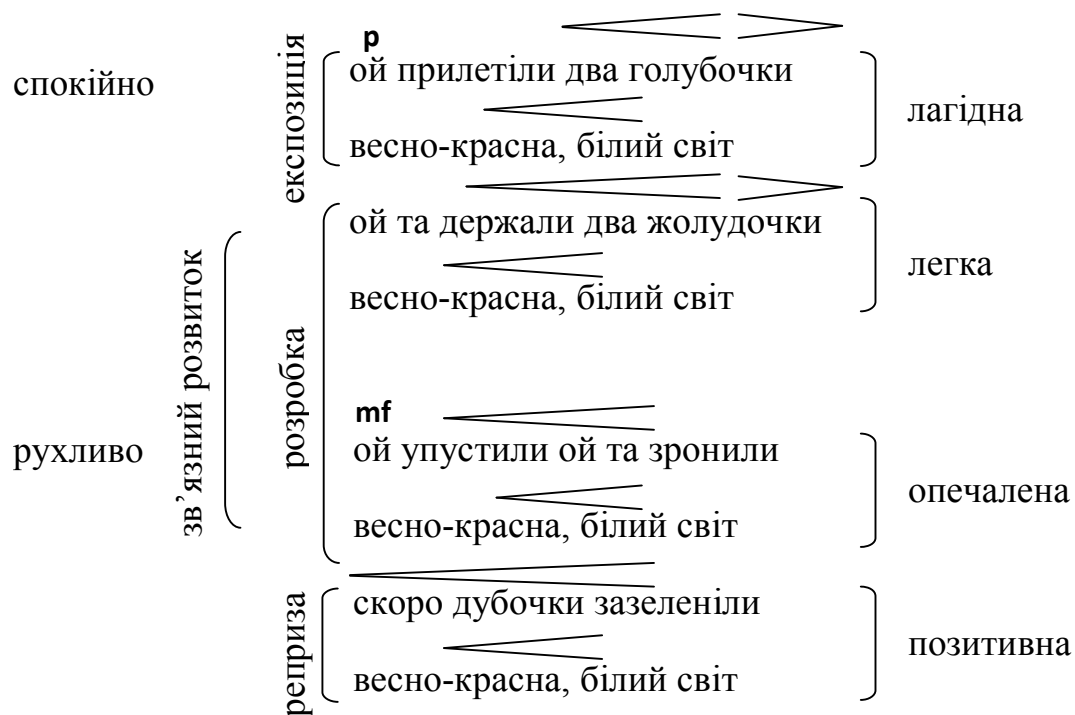 p
експозиція
ой прилетіли два голубочки
спокійно
лагідна
весно-красна, білий світ
ой та держали два жолудочки
легка
весно-красна, білий світ
зв’язний розвиток
розробка
mf
ой упустили ой та зронили
рухливо
опечалена
весно-красна, білий світ
реприза
скоро дубочки зазеленіли
позитивна
весно-красна, білий світ